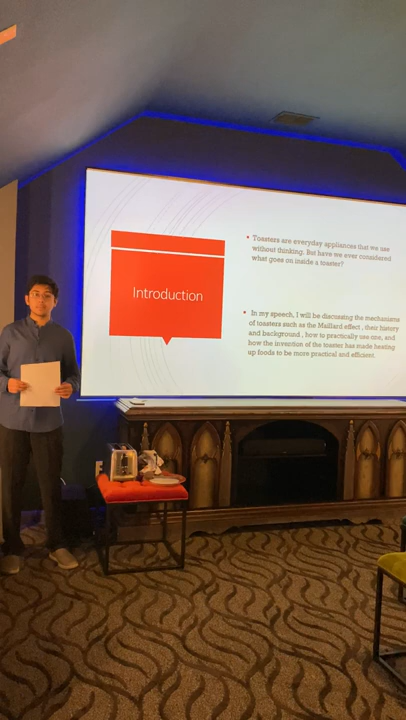 Introduction
• Toasters are everyday appliances that we use
without thinking. But have we ever considered
what goes on inside a toaster?
• In my speech, I will be discussing the mechanisms
of toasters such as the Maillard effect , their history
and background , how to practically use one, and
how the invention of the toaster has made heating
up foods to be more practical and efficient.